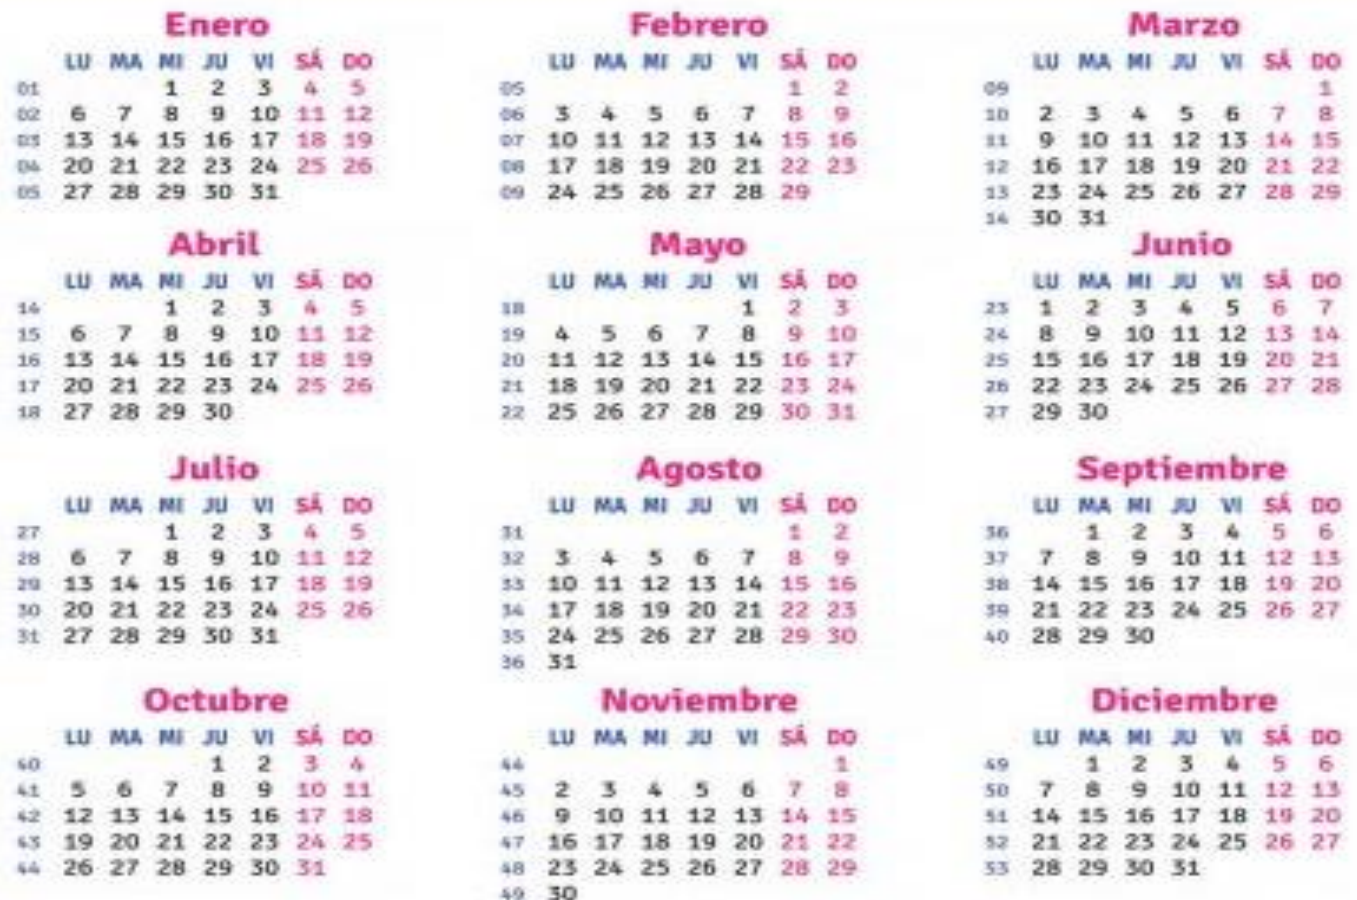 Enero Febrero Marzo
LU MA MI JU VI SÁ DO LU MA MI JU VI SÁ DO LU MA MI JU VI SÁ DO
01 1 2 3 4 5 05 1 2 09 1
02 6 7 8 9 10 11 12 06 3 4 5 6 7 8 9 10 2 3 4 5 6 7 8
03 13 14 15 16 17 18 19 07 10 11 12 13 14 15 16 11 9 10 11 12 13 14 15
04 20 21 22 23 24 25 26 08 17 18 19 20 21 22 23 12 16 17 18 19 20 21 22
05 27 28 29 30 31 09 24 25 26 27 28 29 13 23 24 25 26 27 28 29
14 30 31
Abril Mayo Junio
LU MA MI JU VI SÁ DO LU MA MI JU VI SÁ DO LU MA MI JU VI SÁ DO
14 1 2 3 4 5 18 1 2 3 23 1 2 3 4 5 6 7
15 6 7 8 9 10 11 12 19 4 5 6 7 8 9 10 24 8 9 10 11 12 13 14
16 13 14 15 16 17 18 19 20 11 12 13 14 15 16 17 25 15 16 17 18 19 20 21
17 20 21 22 23 24 25 26 21 18 19 20 21 22 23 24 26 22 23 24 25 26 27 28
18 27 28 29 30 22 25 26 27 28 29 30 31 27 29 30
Julio Agosto Septiembre
LU MA MI JU VI SÁ DO LU MA MI JU VI SÁ DO LU MA MI JU VI SÁ DO
27 1 2 3 4 5 31 1 2 36 1 2 3 4 5 6
28 6 7 8 9 10 11 12 32 3 4 5 6 7 8 9 37 7 8 9 10 11 12 13
29 13 14 15 16 17 18 19 33 10 11 12 13 14 15 16 38 14 15 16 17 18 19 20
30 20 21 22 23 24 25 26 34 17 18 19 20 21 22 23 39 21 22 23 24 25 26 27
31 27 28 29 30 31 35 24 25 26 27 28 29 30 40 28 29 30
36 31
Octubre Noviembre Diciembre
LU MA MI JU VI SÁ DO LU MA MI JU VI SÁ DO LU MA MI JU VI SÁ DO
40 1 2 3 4 44 1 49 1 2 3 4 5 6
41 5 6 7 8 9 10 11 45 2 3 4 5 6 7 8 50 7 8 9 10 11 12 13
42 12 13 14 15 16 17 18 46 9 10 11 12 13 14 15 51 14 15 16 17 18 19 20
43 19 20 21 22 23 24 25 47 16 17 18 19 20 21 22 52 21 22 23 24 25 26 27
44 26 27 28 29 30 31 48 23 24 25 26 27 28 29 53 28 29 30 31
49 30